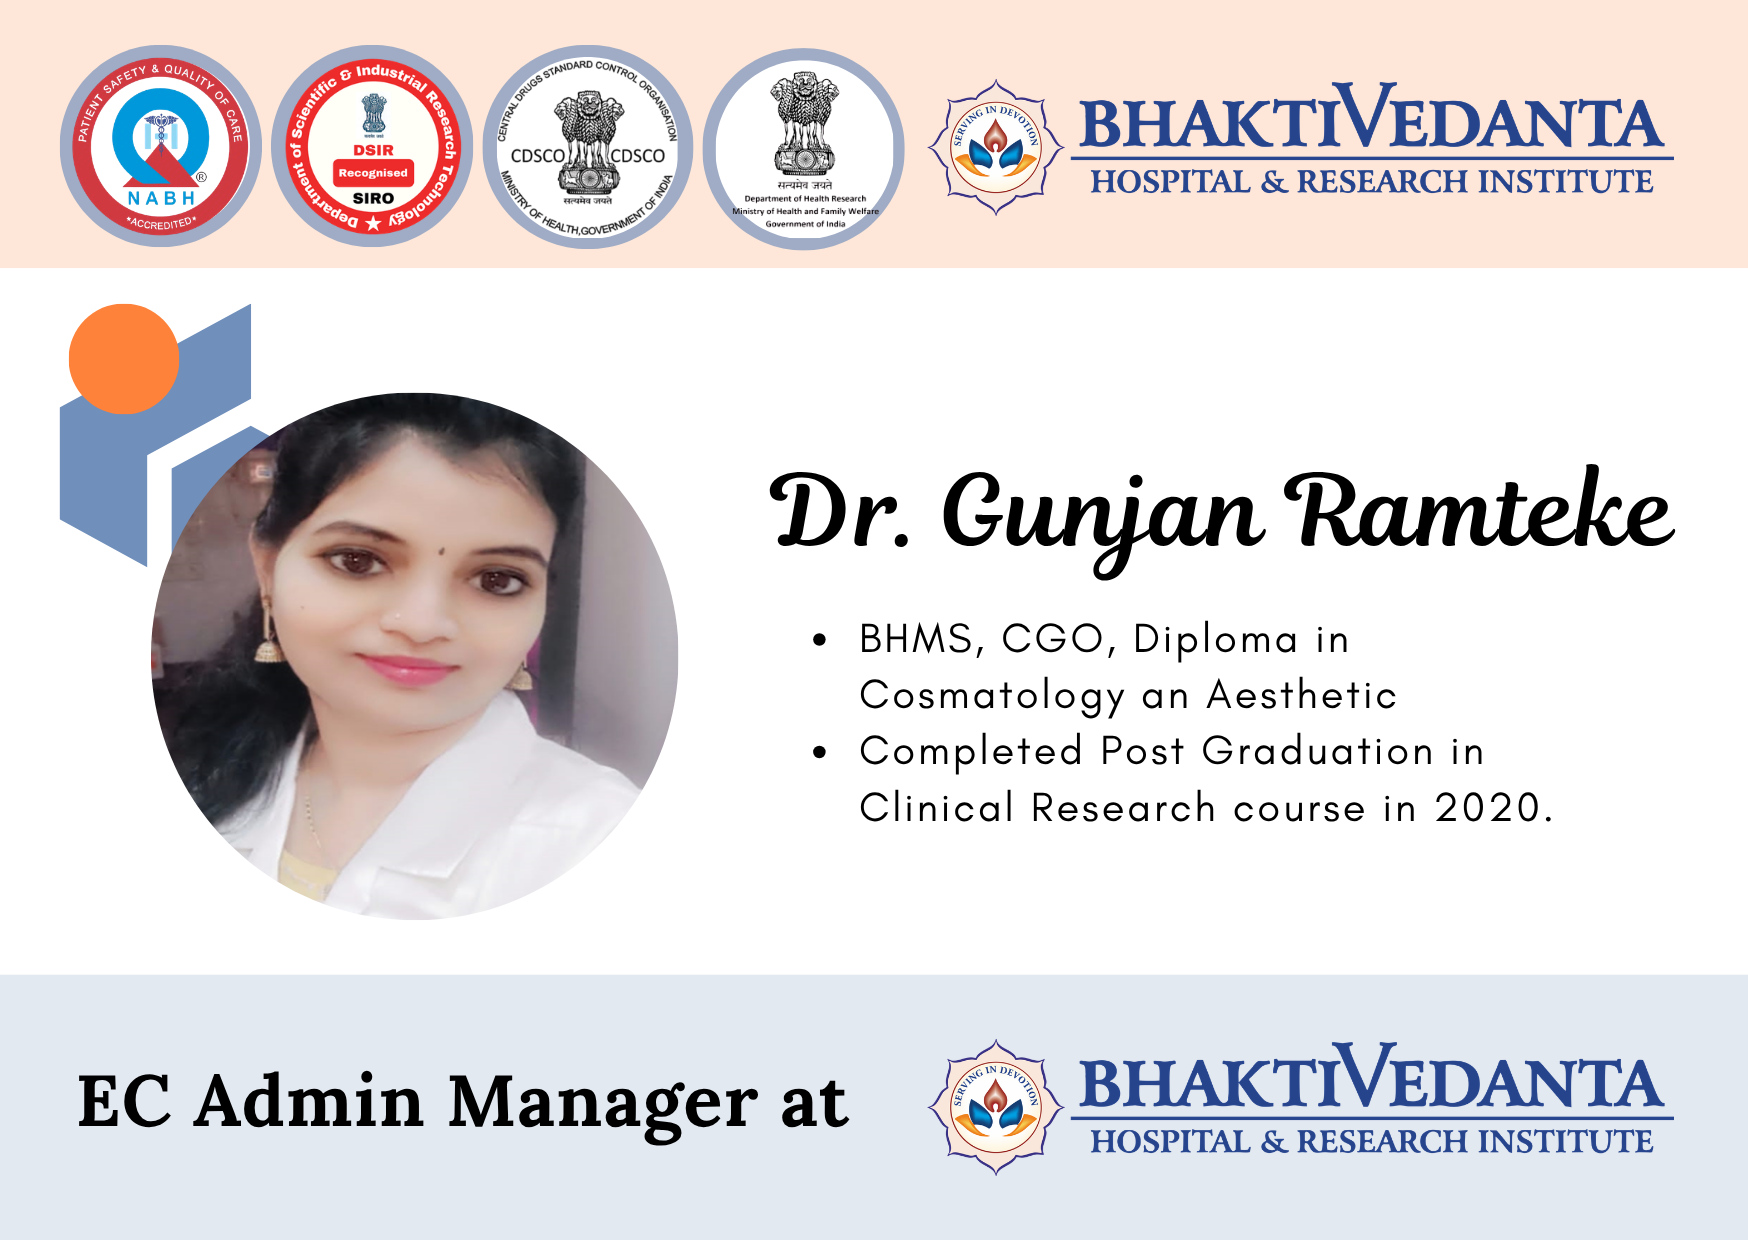 PATIENT SAFETY & QUALITY OF CARE
NABH
®
*ACCREDITED*
Department of Scientific & Industrial Research Technology
सत्यमेव जयते
DSIR
Recognised
SIRO
CENTRAL DRUGS STANDARD CONTROL ORGANISATION
CDSCO CDSCO
सत्यमेव जयते
MINISTRY OF HEALTH,GOVERNMENT OF INDIA
सत्यमेव जयते
Department of Health Research
Ministry of Health and Family Welfare
Government of India
SERVING IN DEVOTION
BHAKTIVEDANTA
HOSPITAL & RESEARCH INSTITUTE
Dr. Gunjan Ramteke
• BHMS, CGO, Diploma in
Cosmatology an Aesthetic
• Completed Post Graduation in
Clinical Research course in 2020.
EC Admin Manager at
SERVING IN DEVOTION
BHAKTIVEDANTA
HOSPITAL & RESEARCH INSTITUTE